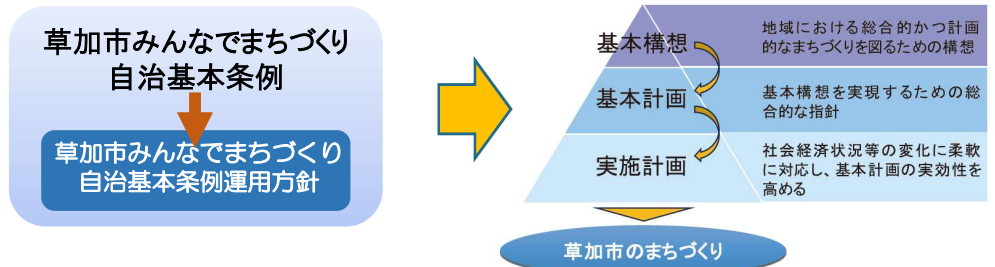 草加市みんなでまちづくり
自治基本条例
草加市みんなでまちづくり
自治基本条例運用方針
基本構想
地域における総合的かつ計画
的なまちづくりを図るための構想
基本計画
基本構想を実現するための総
合的な指針
実施計画
社会経済状況等の変化に柔軟
に対応し、基本計画の実効性を
高める
草加市のまちづくり